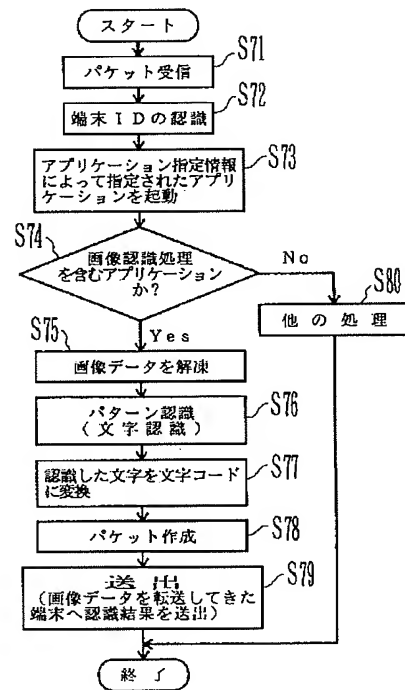 スタート
S71
パケット受信
S72
端末IDの認識
S73
アプリケーション指定情報
によって指定されたアプリ
ケーションを起動
S74
画像認識処理
を含むアプリケーション
か?
No
S80
他の処理
Yes
S75
画像データを解凍
S76
パターン認識
(文字認識)
S77
認識した文字を文字コード
に変換
S78
パケット作成
S79
送出
(画像データを転送してきた
端末へ認識結果を送出)
終了